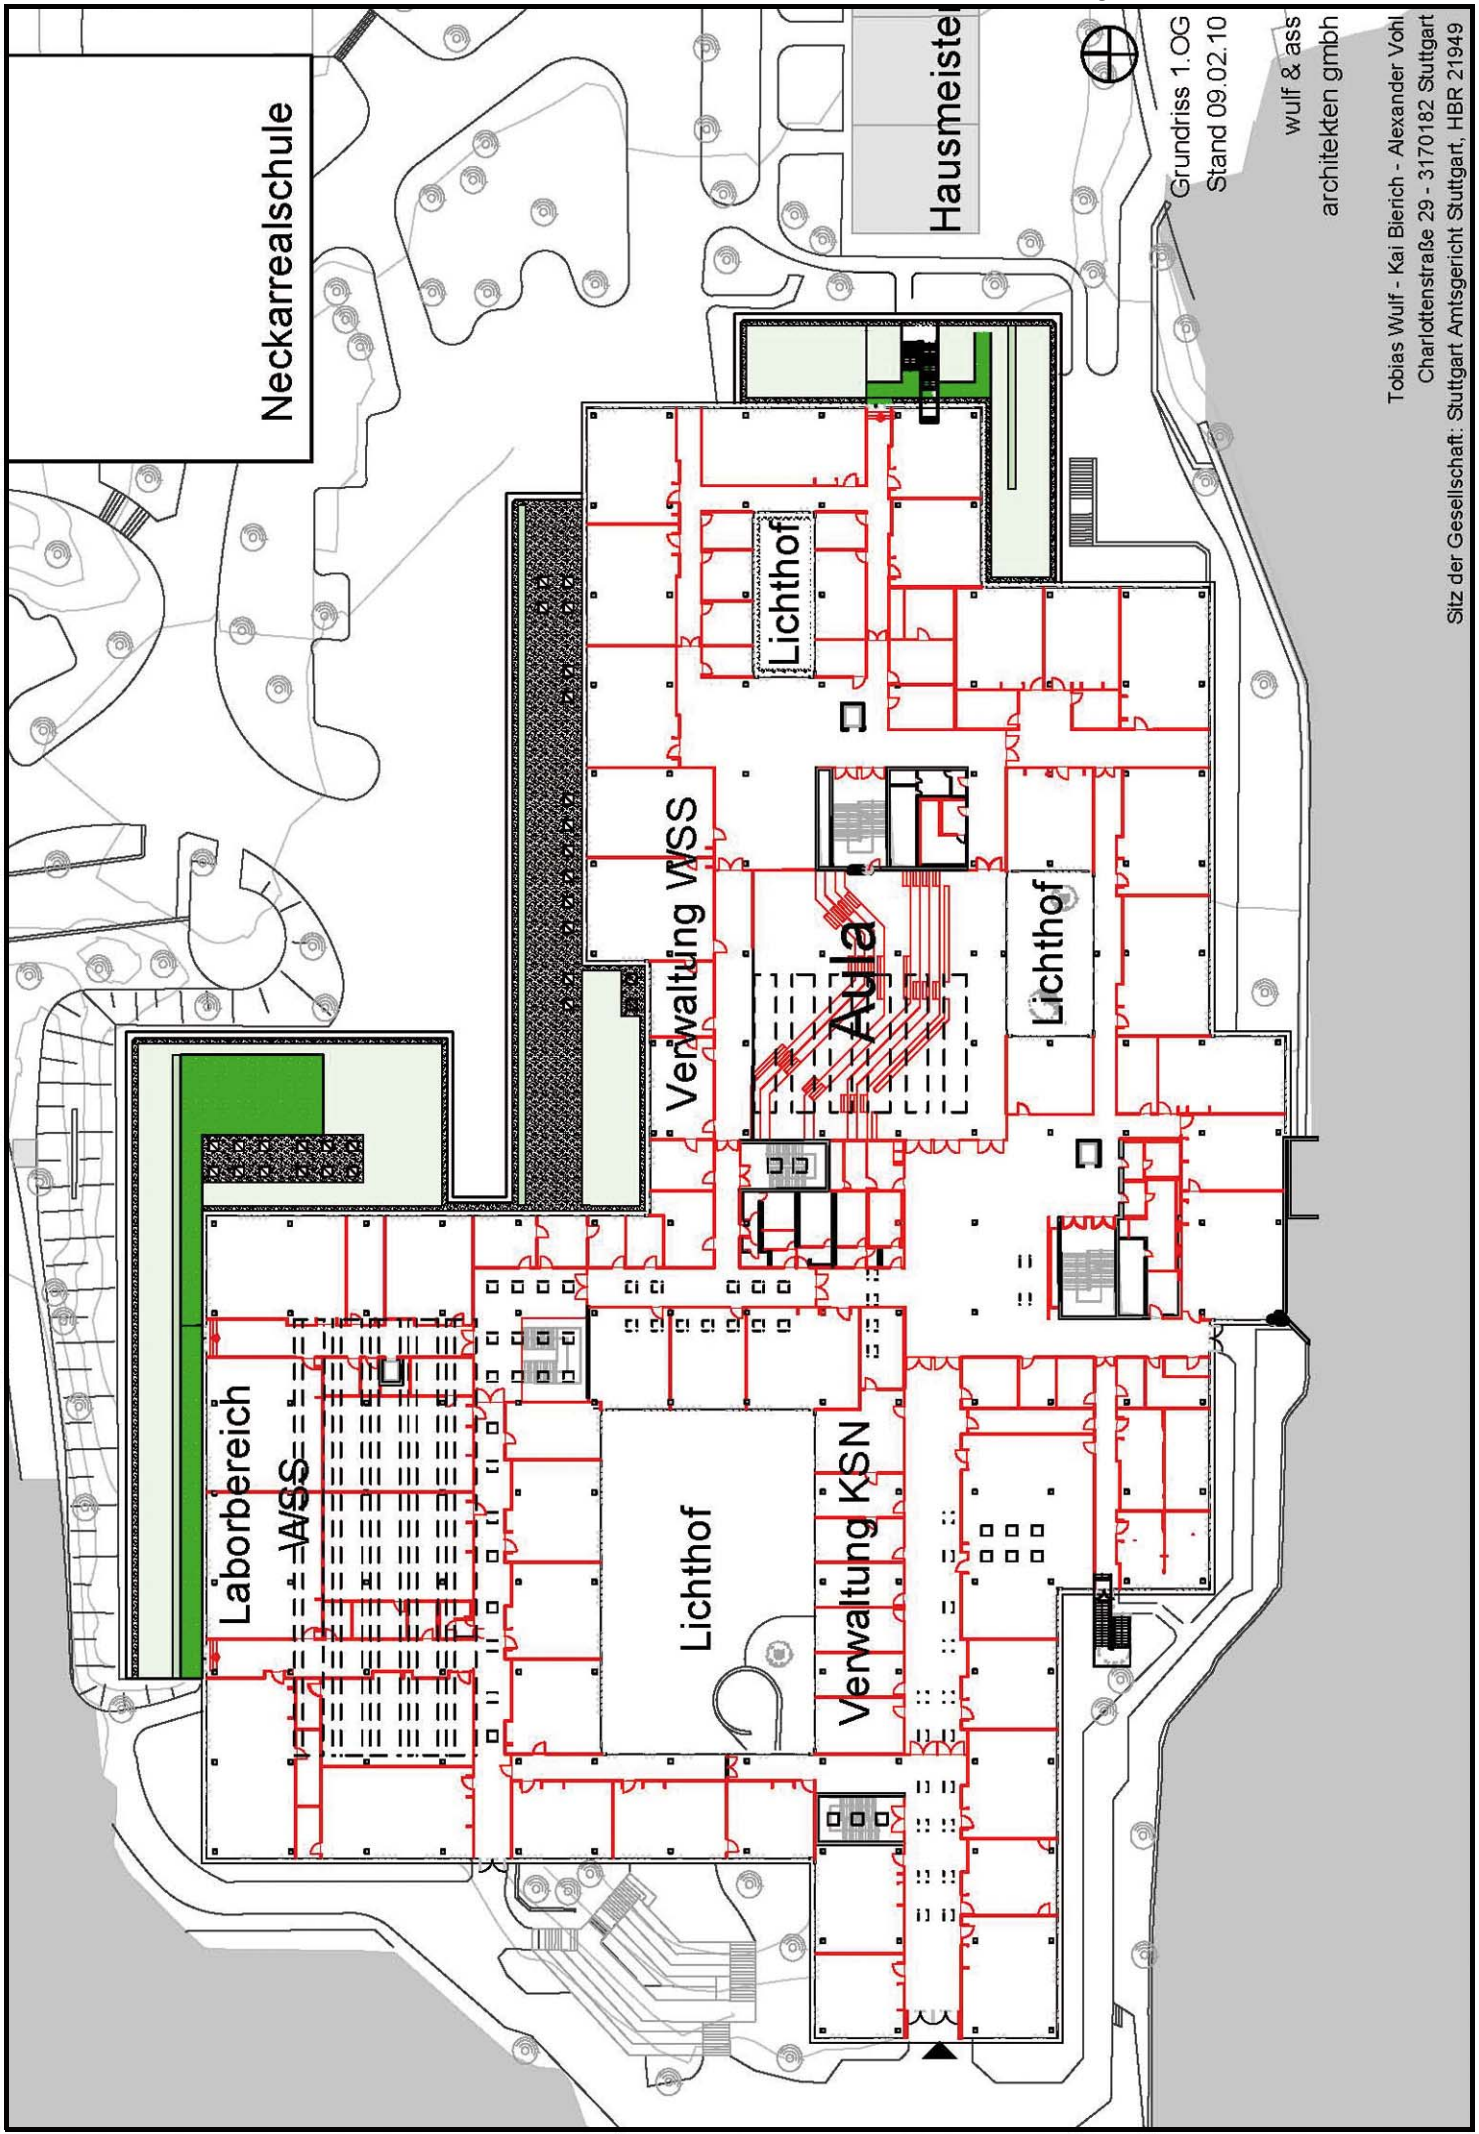 Neckarrealschule
Hausmeister
Grundriss 1.OG
Stand 09.02.10
wulf & ass
architekten gmbh
Tobias Wulf - Kai Bierich - Alexander Vohl
Charlottenstraße 29 - 3170182 Stuttgart
Sitz der Gesellschaft: Stuttgart Amtsgericht Stuttgart, HBR 21949
Lichthof
Verwaltung WSS
Aula
Lichthof
Laborbereich
WSS
Lichthof
Verwaltung KSN